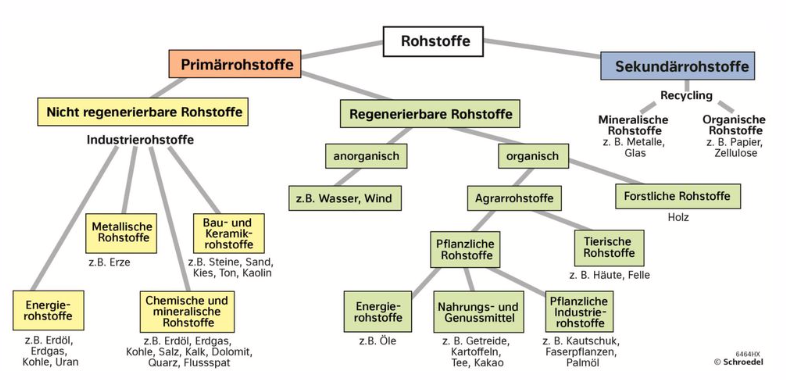 Rohstoffe
Primärrohstoffe
Sekundärrohstoffe
Recycling
Mineralische
Rohstoffe
z. B. Metalle,
Glas
Organische
Rohstoffe
z. B. Papier,
Zellulose
Nicht regenerierbare Rohstoffe
Industrierohstoffe
Regenerierbare Rohstoffe
anorganisch
organisch
z.B. Wasser, Wind
Agrarrohstoffe
Forstliche Rohstoffe
Holz
Metallische
Rohstoffe
z.B. Erze
Bau- und
Keramik-
rohstoffe
z.B. Steine, Sand,
Kies, Ton, Kaolin
Pflanzliche
Rohstoffe
Tierische
Rohstoffe
z. B. Häute, Felle
Energie-
rohstoffe
z.B. Erdöl,
Erdgas,
Kohle, Uran
Chemische und
mineralische
Rohstoffe
z.B. Erdöl, Erdgas,
Kohle, Salz, Kalk, Dolomit,
Quarz, Flussspat
Energie-
rohstoffe
z.B. Öle
Nahrungs- und
Genussmittel
z. B. Getreide,
Kartoffeln,
Tee, Kakao
Pflanzliche
Industrie-
rohstoffe
z. B. Kautschuk,
Faserpflanzen,
Palmöl
6464HX
© Schroedel